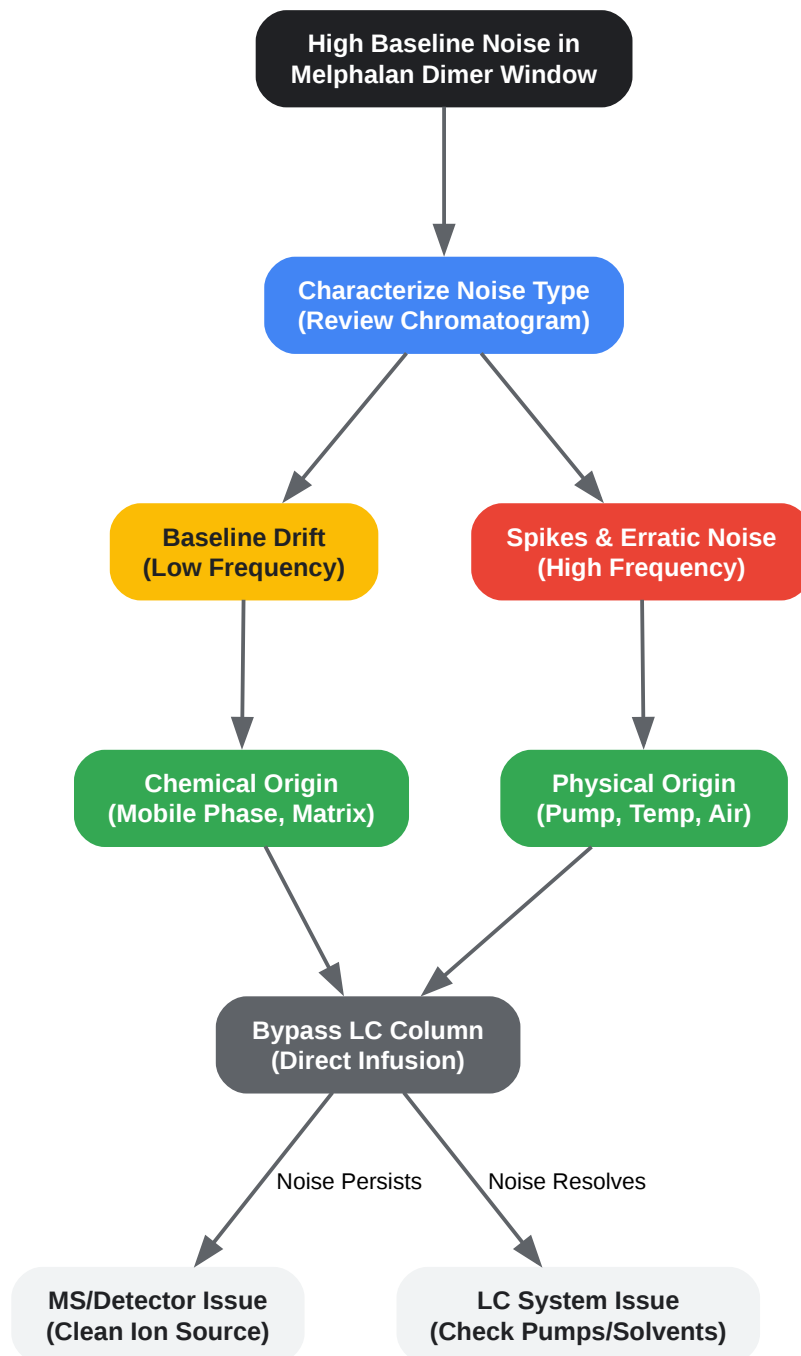 High Baseline Noise in
Melphalan Dimer Window
Characterize Noise Type
(Review Chromatogram)
Baseline Drift
(Low Frequency)
Spikes & Erratic Noise
(High Frequency)
Chemical Origin
(Mobile Phase, Matrix)
Physical Origin
(Pump, Temp, Air)
Bypass LC Column
(Direct Infusion)
Noise Persists
Noise Resolves
MS/Detector Issue
(Clean Ion Source)
LC System Issue
(Check Pumps/Solvents)